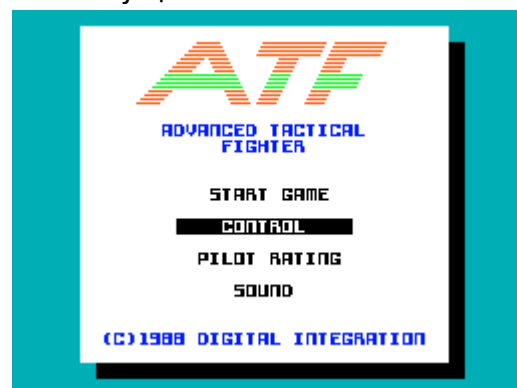 ATF
ADVANCED TACTICAL
FIGHTER
START GAME
CONTROL
PILOT RATING
SOUND
(C)1988 DIGITAL INTEGRATION